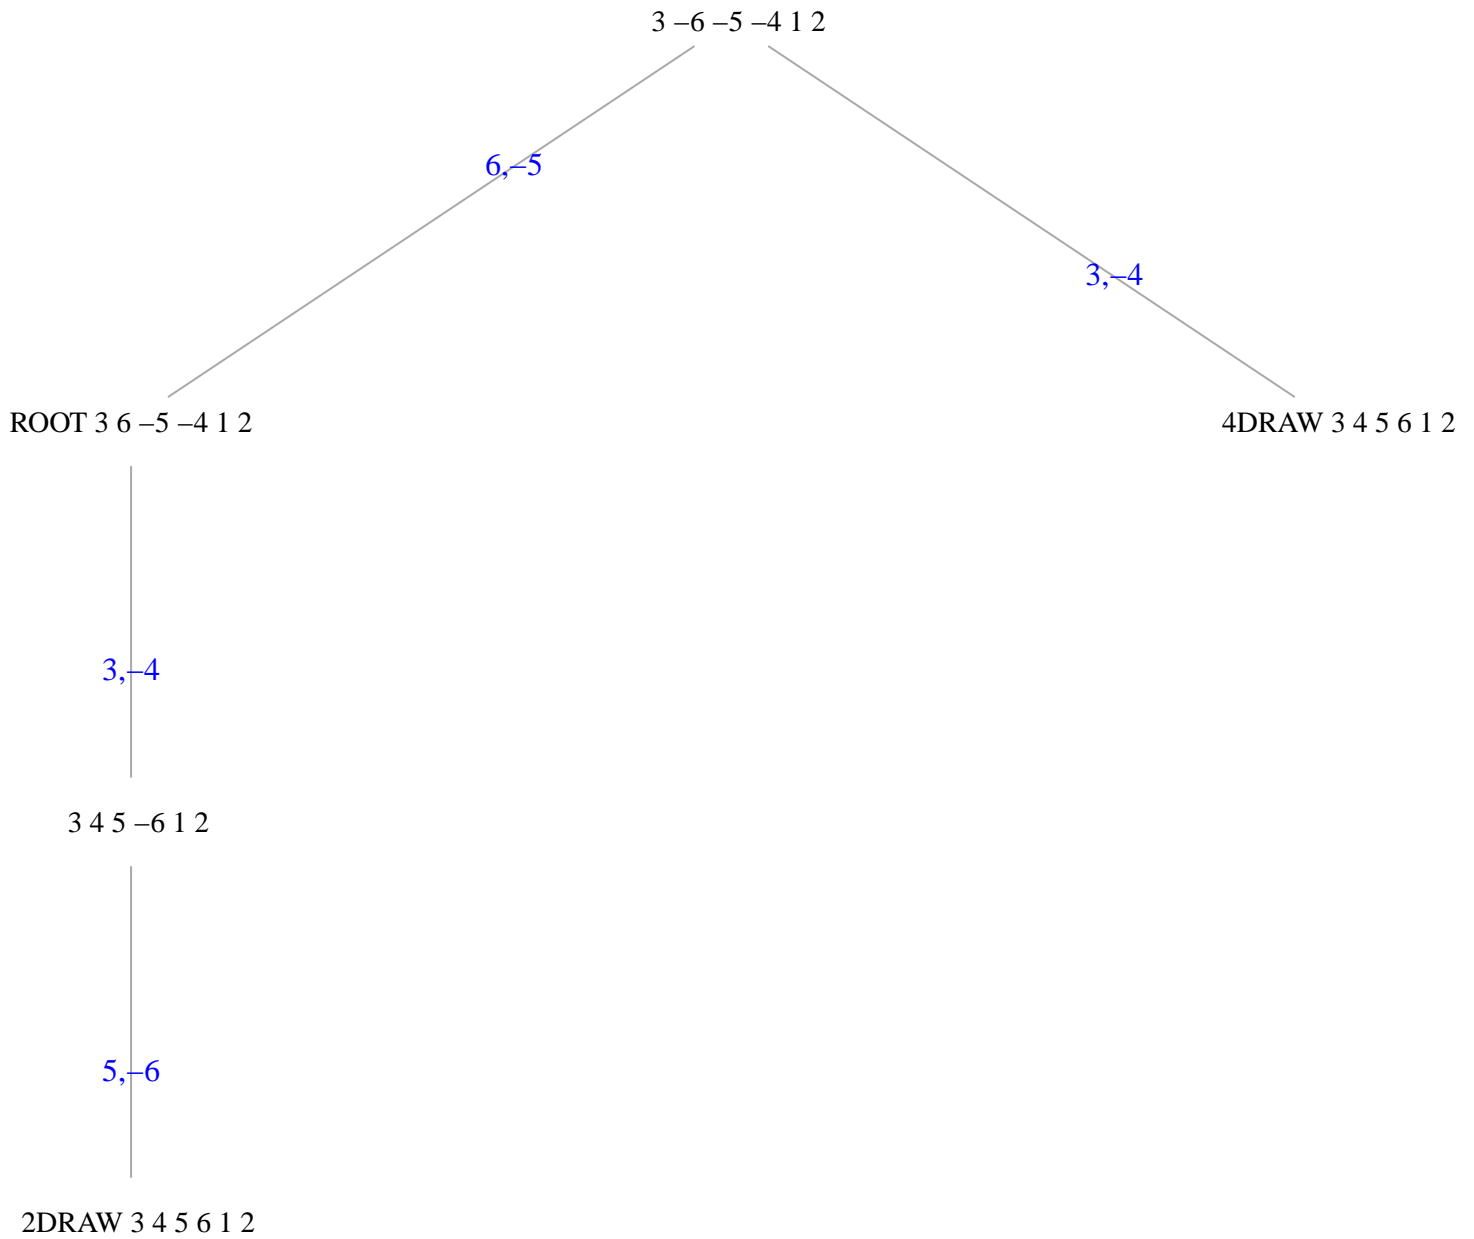 3 –6 –5 –4 1 2
6,–5
3,–4
ROOT 3 6 –5 –4 1 2
4DRAW 3 4 5 6 1 2
3,–4
3 4 5 –6 1 2
5,–6
2DRAW 3 4 5 6 1 2